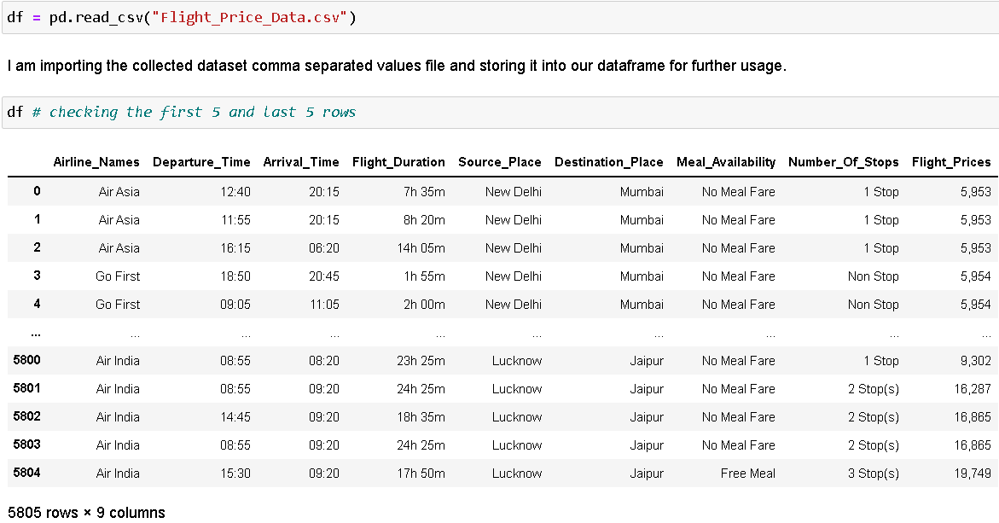 df = pd.read_csv("Flight_Price_Data.csv")
I am importing the collected dataset comma separated values file and storing it into our dataframe for further usage.
df # checking the first 5 and last 5 rows
Airline_Names Departure_Time Arrival_Time Flight_Duration Source_Place Destination_Place Meal_Availability Number_Of_Stops Flight_Prices
0 Air Asia 12:40 20:15 7h 35m New Delhi Mumbai No Meal Fare 1 Stop 5,953
1 Air Asia 11:55 20:15 8h 20m New Delhi Mumbai No Meal Fare 1 Stop 5,953
2 Air Asia 16:15 06:20 14h 05m New Delhi Mumbai No Meal Fare 1 Stop 5,953
3 Go First 18:50 20:45 1h 55m New Delhi Mumbai No Meal Fare Non Stop 5,954
4 Go First 09:05 11:05 2h 00m New Delhi Mumbai No Meal Fare Non Stop 5,954
... ... ... ... ... ... ... ... ... ...
5800 Air India 08:55 08:20 23h 25m Lucknow Jaipur No Meal Fare 1 Stop 9,302
5801 Air India 08:55 09:20 24h 25m Lucknow Jaipur No Meal Fare 2 Stop(s) 16,287
5802 Air India 14:45 09:20 18h 35m Lucknow Jaipur No Meal Fare 2 Stop(s) 16,865
5803 Air India 08:55 09:20 24h 25m Lucknow Jaipur No Meal Fare 2 Stop(s) 16,865
5804 Air India 15:30 09:20 17h 50m Lucknow Jaipur Free Meal 3 Stop(s) 19,749
5805 rows × 9 columns